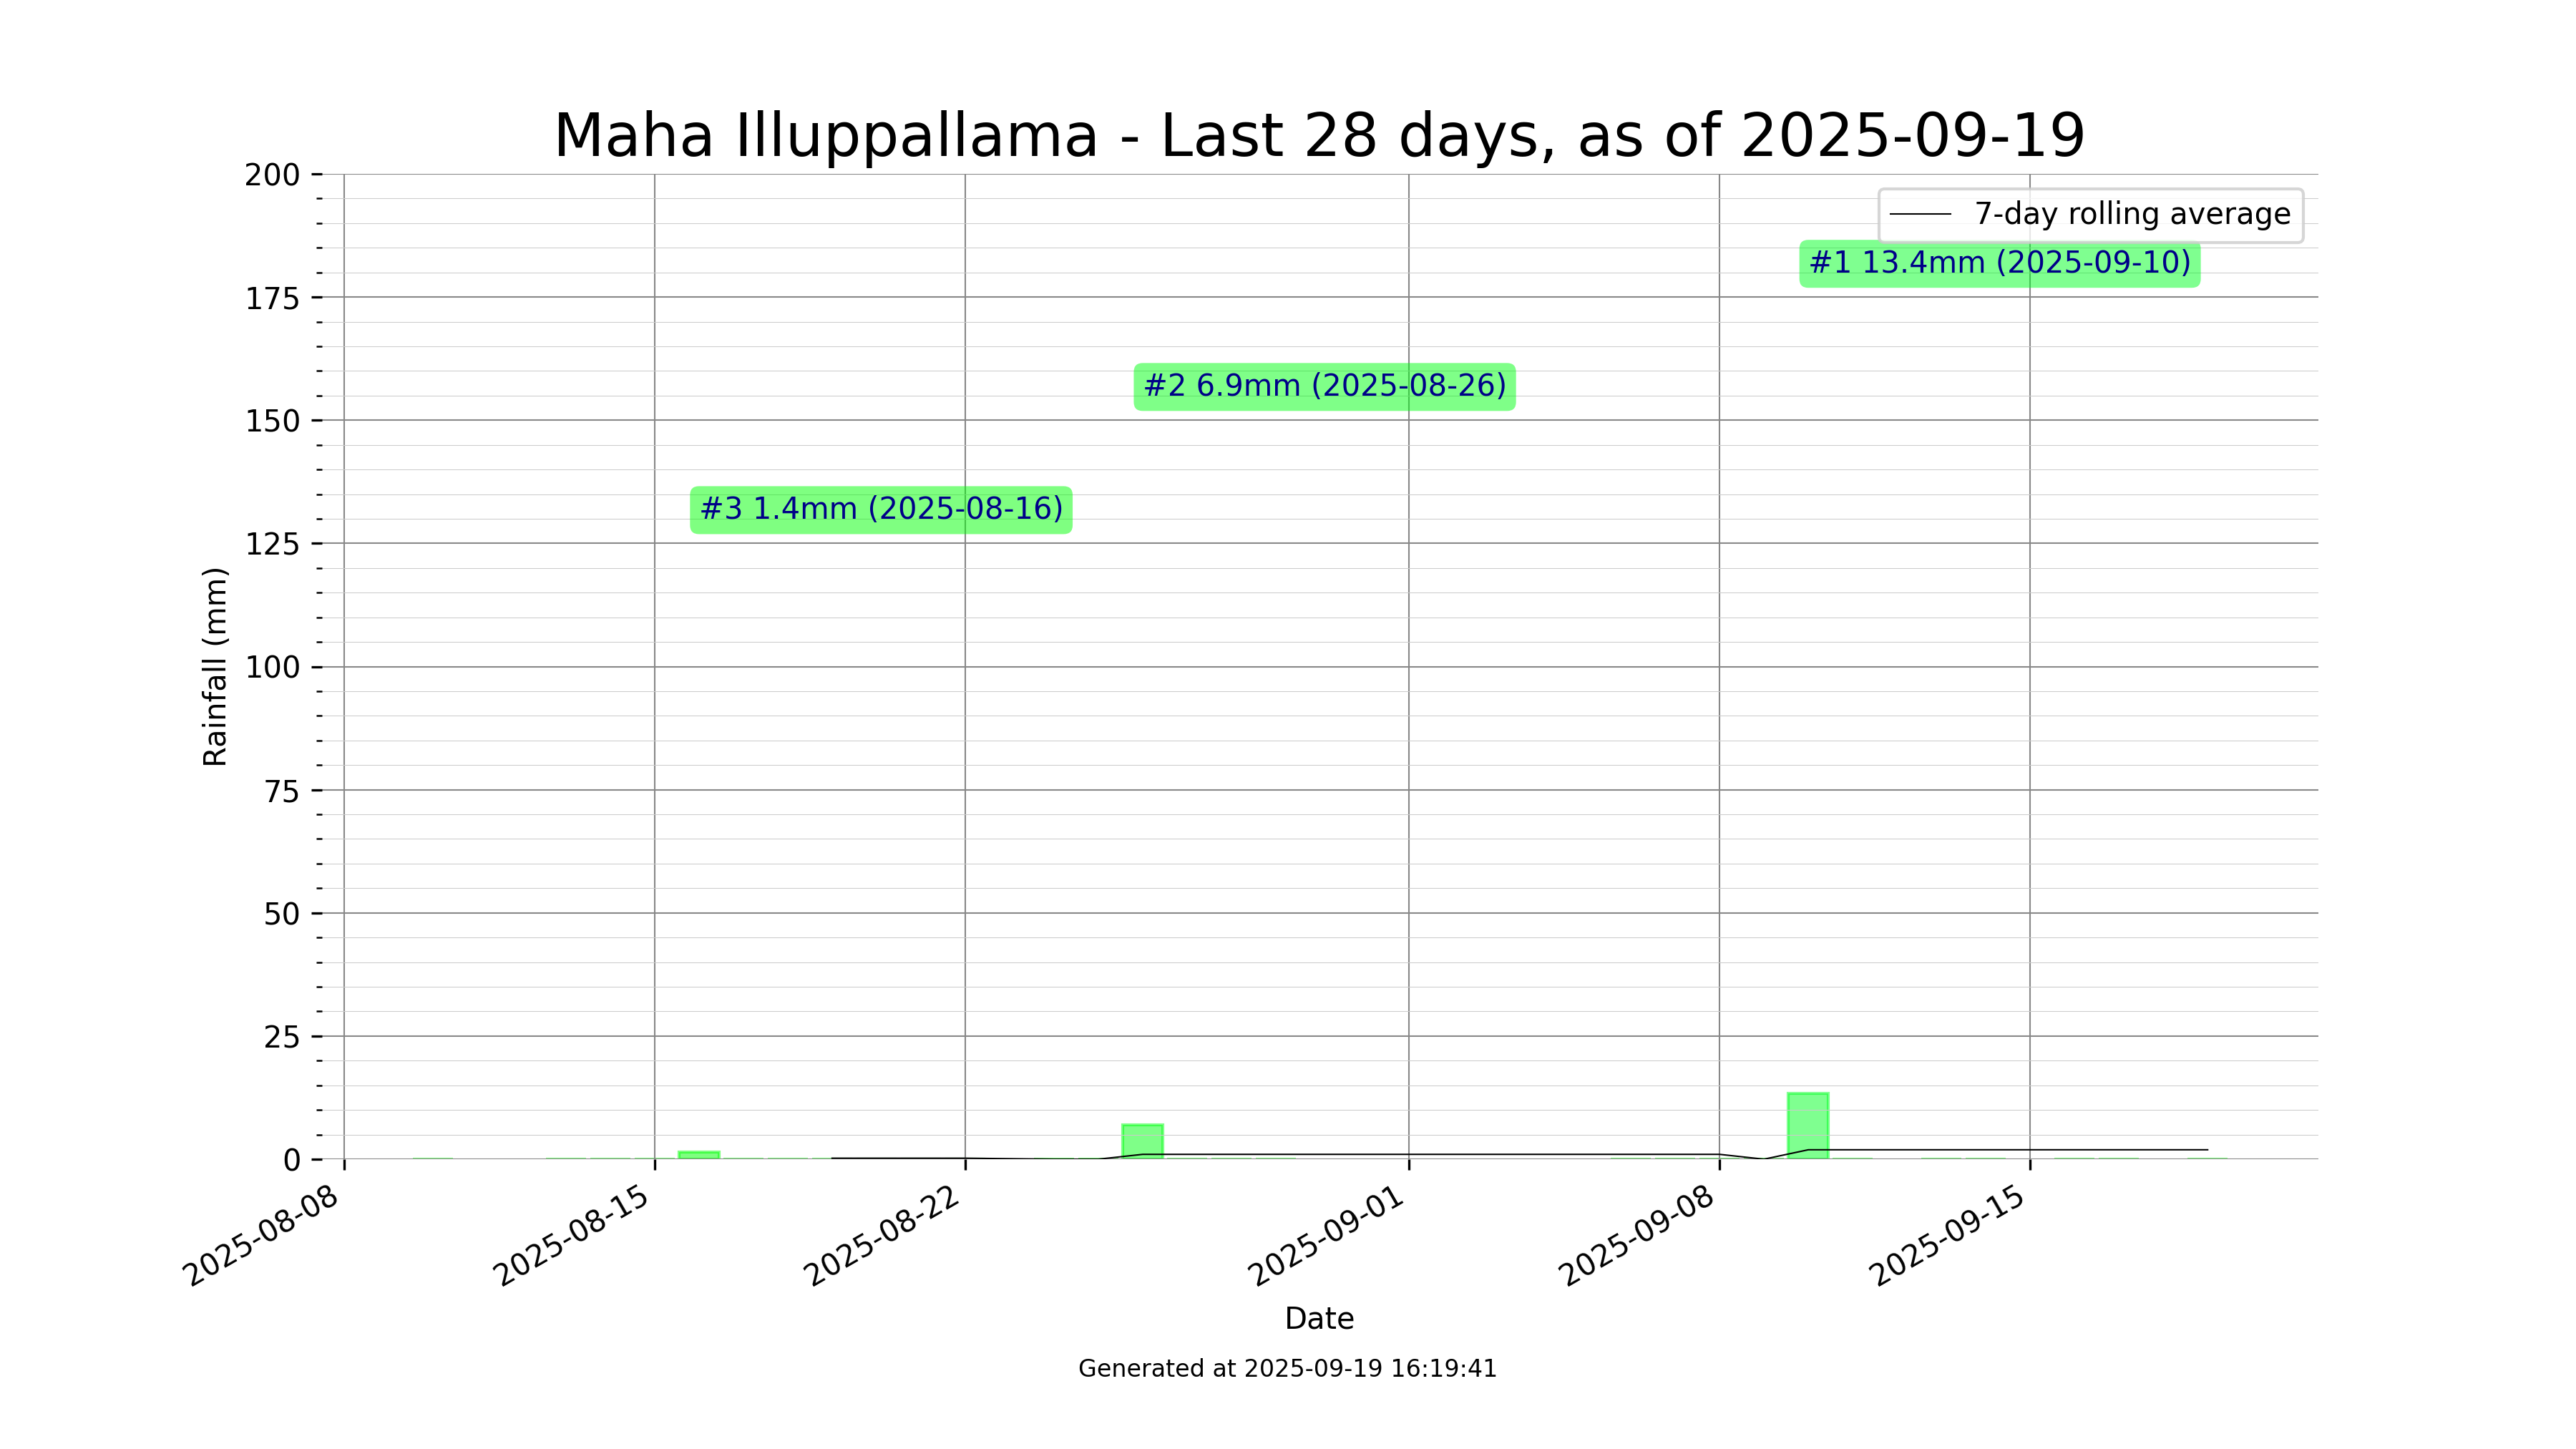 Maha Illuppallama - Last 28 days, as of 2025-09-19
200
175
150
125
100
75
50
25
0
Rainfall (mm)
7-day rolling average
#1 13.4mm (2025-09-10)
#2 6.9mm (2025-08-26)
#3 1.4mm (2025-08-16)
2025-08-08
2025-08-15
2025-08-22
2025-09-01
2025-09-08
2025-09-15
Date
Generated at 2025-09-19 16:19:41